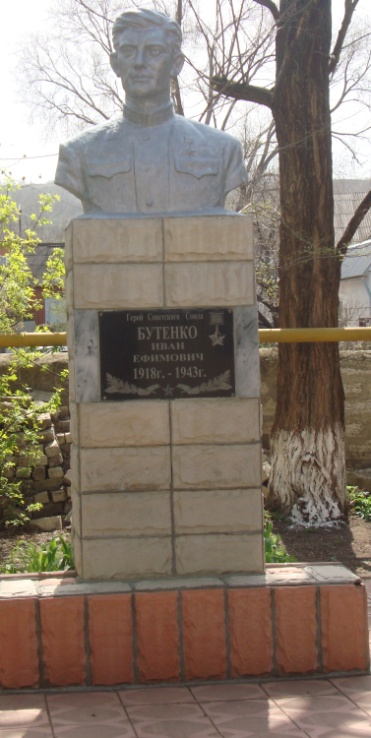 Герой Советского Союза
БУТЕНКО
ИВАН
ЕФИМОВИЧ
1918г. - 1943г.